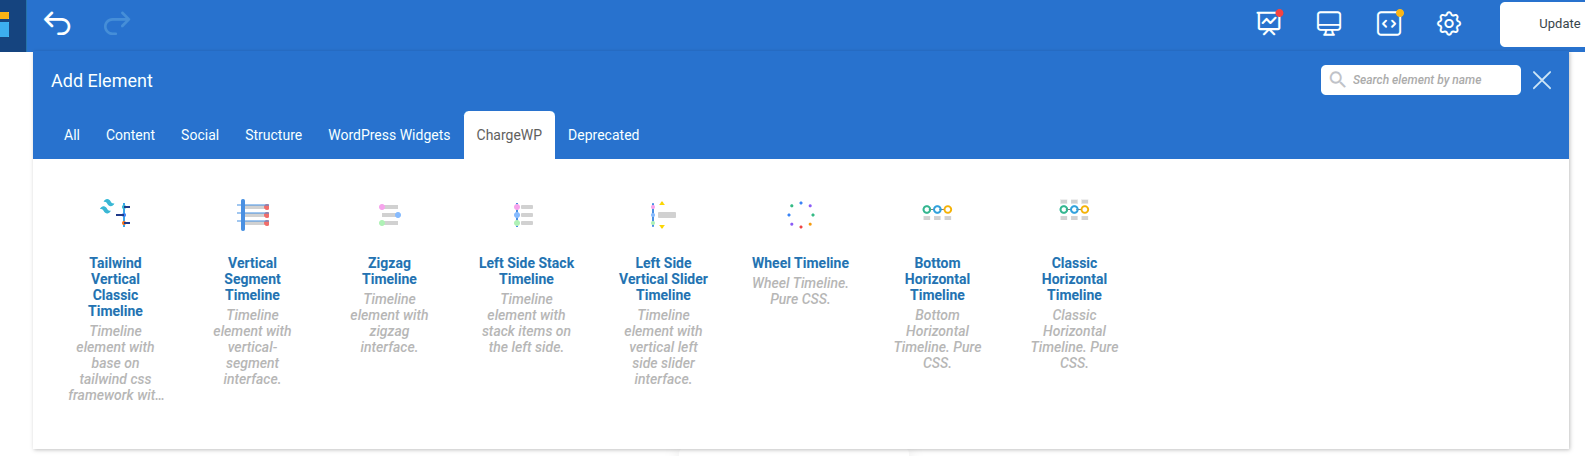 Update
Add Element
Search element by name
All Content Social Structure WordPress Widgets ChargeWP Deprecated
Tailwind
Vertical
Classic
Timeline
Timeline
element with
base on
tailwind css
framework wit...
Vertical
Segment
Timeline
Timeline
element with
vertical-
segment
interface.
Zigzag
Timeline
Timeline
element with
zigzag
interface.
Left Side Stack
Timeline
Timeline
element with
stack items on
the left side.
Left Side
Vertical Slider
Timeline
Timeline
element with
vertical left
side slider
interface.
Wheel Timeline
Wheel Timeline.
Pure CSS.
Bottom
Horizontal
Timeline
Bottom
Horizontal
Timeline. Pure
CSS.
Classic
Horizontal
Timeline
Classic
Horizontal
Timeline. Pure
CSS.